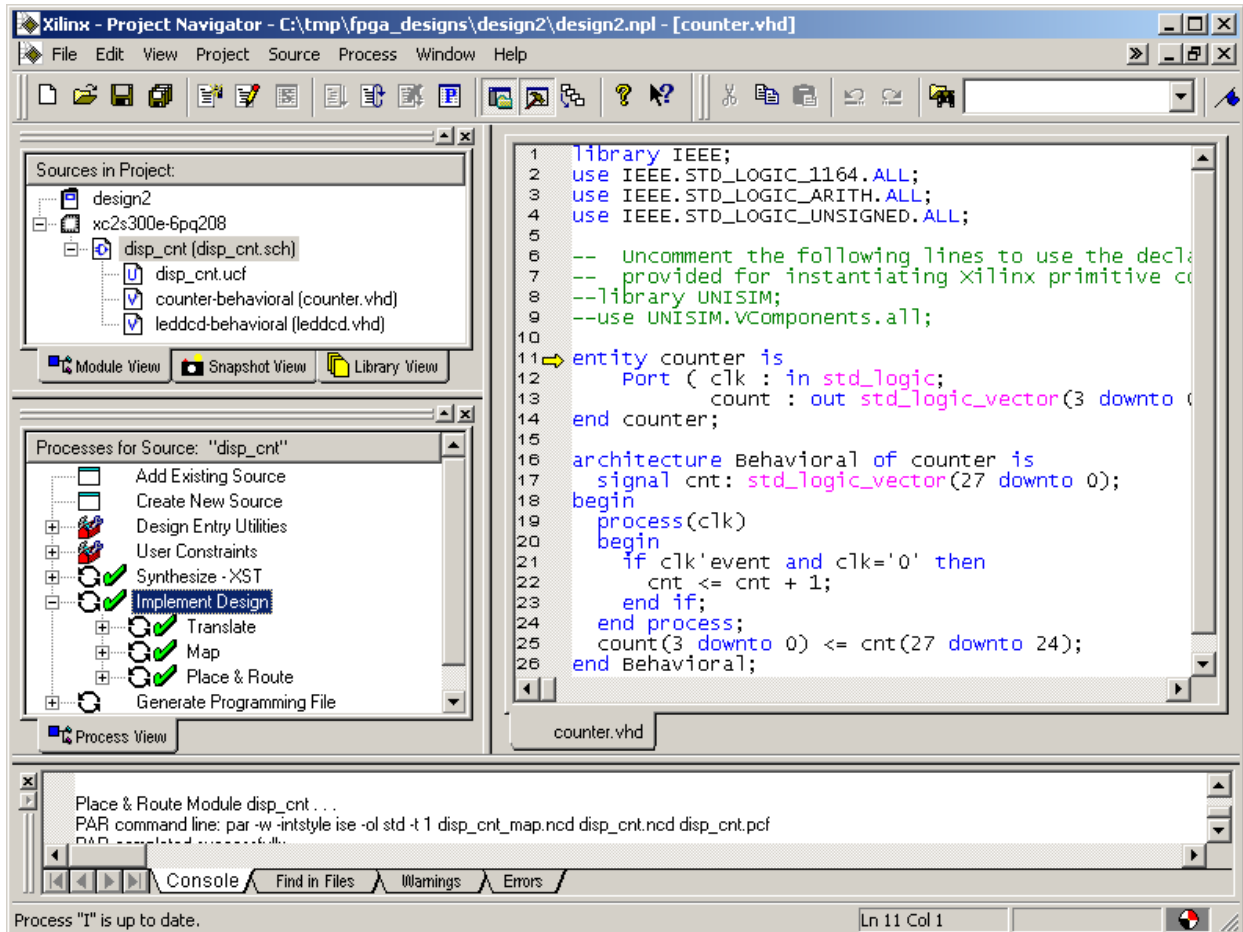 Xilinx - Project Navigator - C:\tmp\fpga_designs\design2\design2.npl - [counter.vhd]
File Edit View Project Source Process Window Help
Sources in Project:
design2
xc2s300e-6pq208
disp_cnt (disp_cnt.sch)
disp_cnt.ucf
counter-behavioral (counter.vhd)
leddcd-behavioral (leddcd.vhd)
Module View Snapshot View Library View
Processes for Source: "disp_cnt"
Add Existing Source
Create New Source
Design Entry Utilities
User Constraints
Synthesize - XST
Implement Design
Translate
Map
Place & Route
Generate Programming File
Process View
1 library IEEE;
2 use IEEE.STD_LOGIC_1164.ALL;
3 use IEEE.STD_LOGIC_ARITH.ALL;
4 use IEEE.STD_LOGIC_UNSIGNED.ALL;
5
6 -- Uncomment the following lines to use the decla
7 -- provided for instantiating Xilinx primitive co
8 --library UNISIM;
9 --use UNISIM.VComponents.all;
10
11 entity counter is
12 Port ( clk : in std_logic;
13 count : out std_logic_vector(3 downto 0
14 end counter;
15
16 architecture Behavioral of counter is
17 signal cnt: std_logic_vector(27 downto 0);
18 begin
19 process(clk)
20 begin
21 if clk'event and clk='0' then
22 cnt <= cnt + 1;
23 end if;
24 end process;
25 count(3 downto 0) <= cnt(27 downto 24);
26 end Behavioral;
counter.vhd
Place & Route Module disp_cnt . . .
PAR command line: par -w -intstyle ise -ol std -t 1 disp_cnt_map.ncd disp_cnt.ncd disp_cnt.pcf
PAR completed successfully
Console Find in Files Warnings Errors
Process "I" is up to date.
Ln 11 Col 1